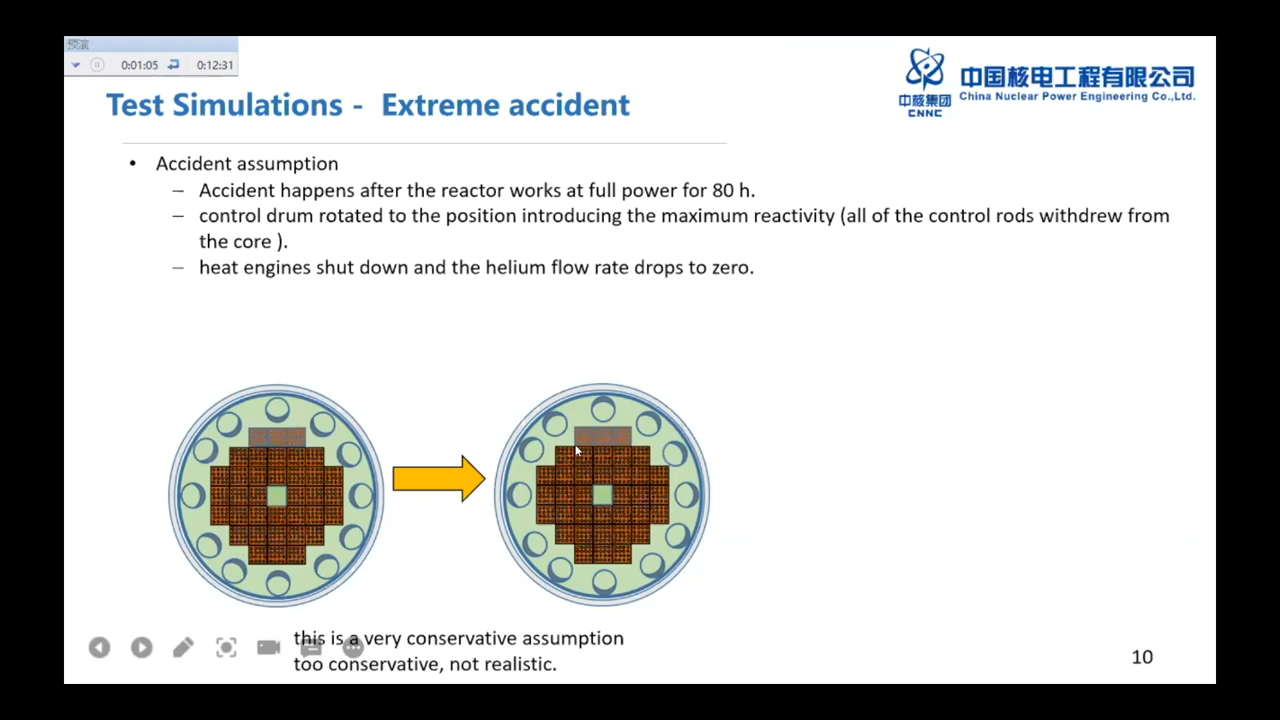 预演
0:01:05 0:12:31
中核集团
CNNC
中国核电工程有限公司
China Nuclear Power Engineering Co.,Ltd.
Test Simulations - Extreme accident
• Accident assumption
– Accident happens after the reactor works at full power for 80 h.
– control drum rotated to the position introducing the maximum reactivity (all of the control rods withdrew from
the core ).
– heat engines shut down and the helium flow rate drops to zero.
this is a very conservative assumption
too conservative, not realistic.
10